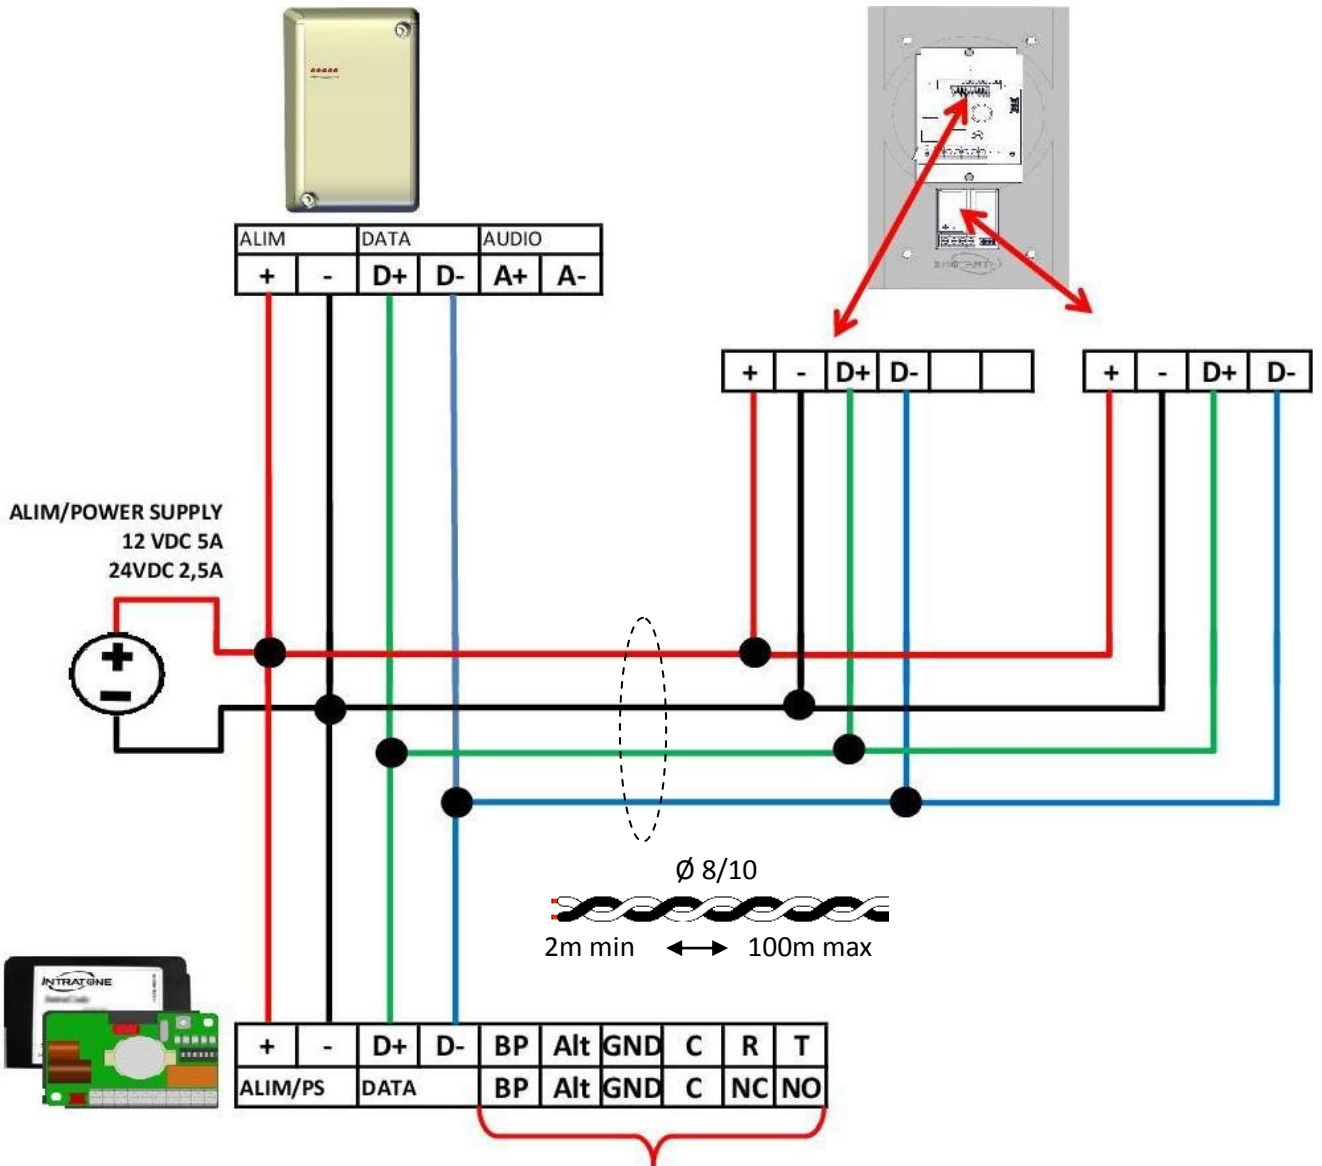 ALIM DATA AUDIO
+ - D+ D- A+ A-
+ - D+ D-
+ - D+ D-
ALIM/POWER SUPPLY
12 VDC 5A
24VDC 2,5A
+
-
Ø 8/10
2m min 100m max
INTRATONE
+ - D+ D- BP Alt GND C R T
ALIM/PS DATA BP Alt GND C NC NO